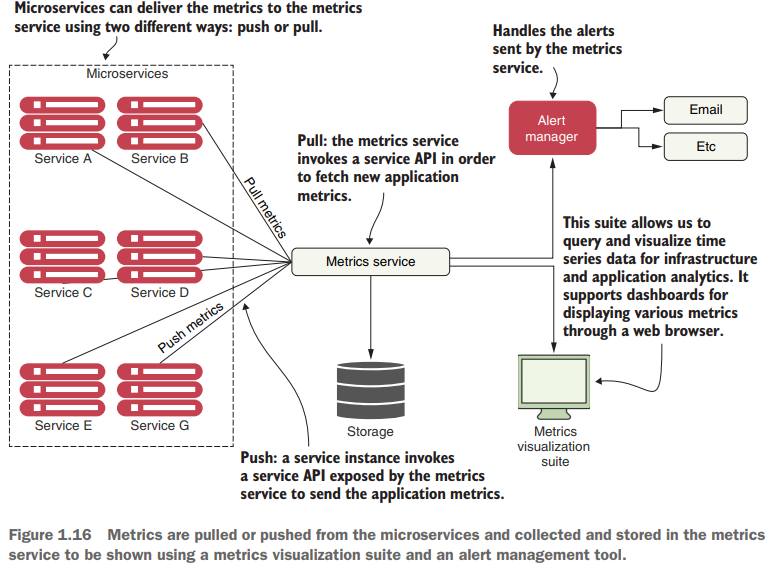 Microservices can deliver the metrics to the metrics
service using two different ways: push or pull.
Handles the alerts
sent by the metrics
service.
Microservices
Service A
Service B
Alert
manager
Email
Etc
Pull: the metrics service
invokes a service API in order
to fetch new application
metrics.
Pull metrics
This suite allows us to
query and visualize time
series data for infrastructure
and application analytics. It
supports dashboards for
displaying various metrics
through a web browser.
Metrics service
Service C
Service D
Push metrics
Service E
Service G
Storage
Metrics
visualization
suite
Push: a service instance invokes
a service API exposed by the metrics
service to send the application metrics.
Figure 1.16 Metrics are pulled or pushed from the microservices and collected and stored in the metrics
service to be shown using a metrics visualization suite and an alert management tool.